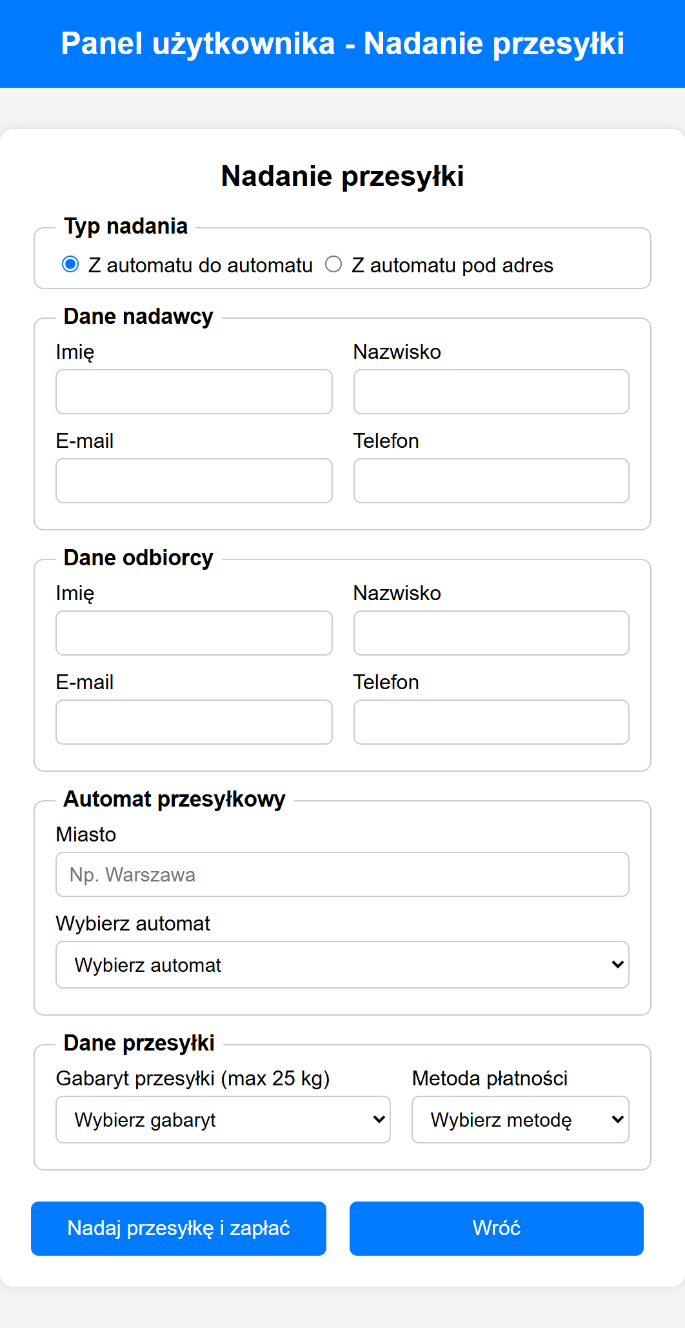 Panel użytkownika - Nadanie przesyłki
Nadanie przesyłki
Typ nadania
Z automatu do automatu Z automatu pod adres
Dane nadawcy
Imię Nazwisko
E-mail Telefon
Dane odbiorcy
Imię Nazwisko
E-mail Telefon
Automat przesyłkowy
Miasto
Np. Warszawa
Wybierz automat
Wybierz automat
Dane przesyłki
Gabaryt przesyłki (max 25 kg) Metoda płatności
Wybierz gabaryt Wybierz metodę
Nadaj przesyłkę i zapłać Wróć